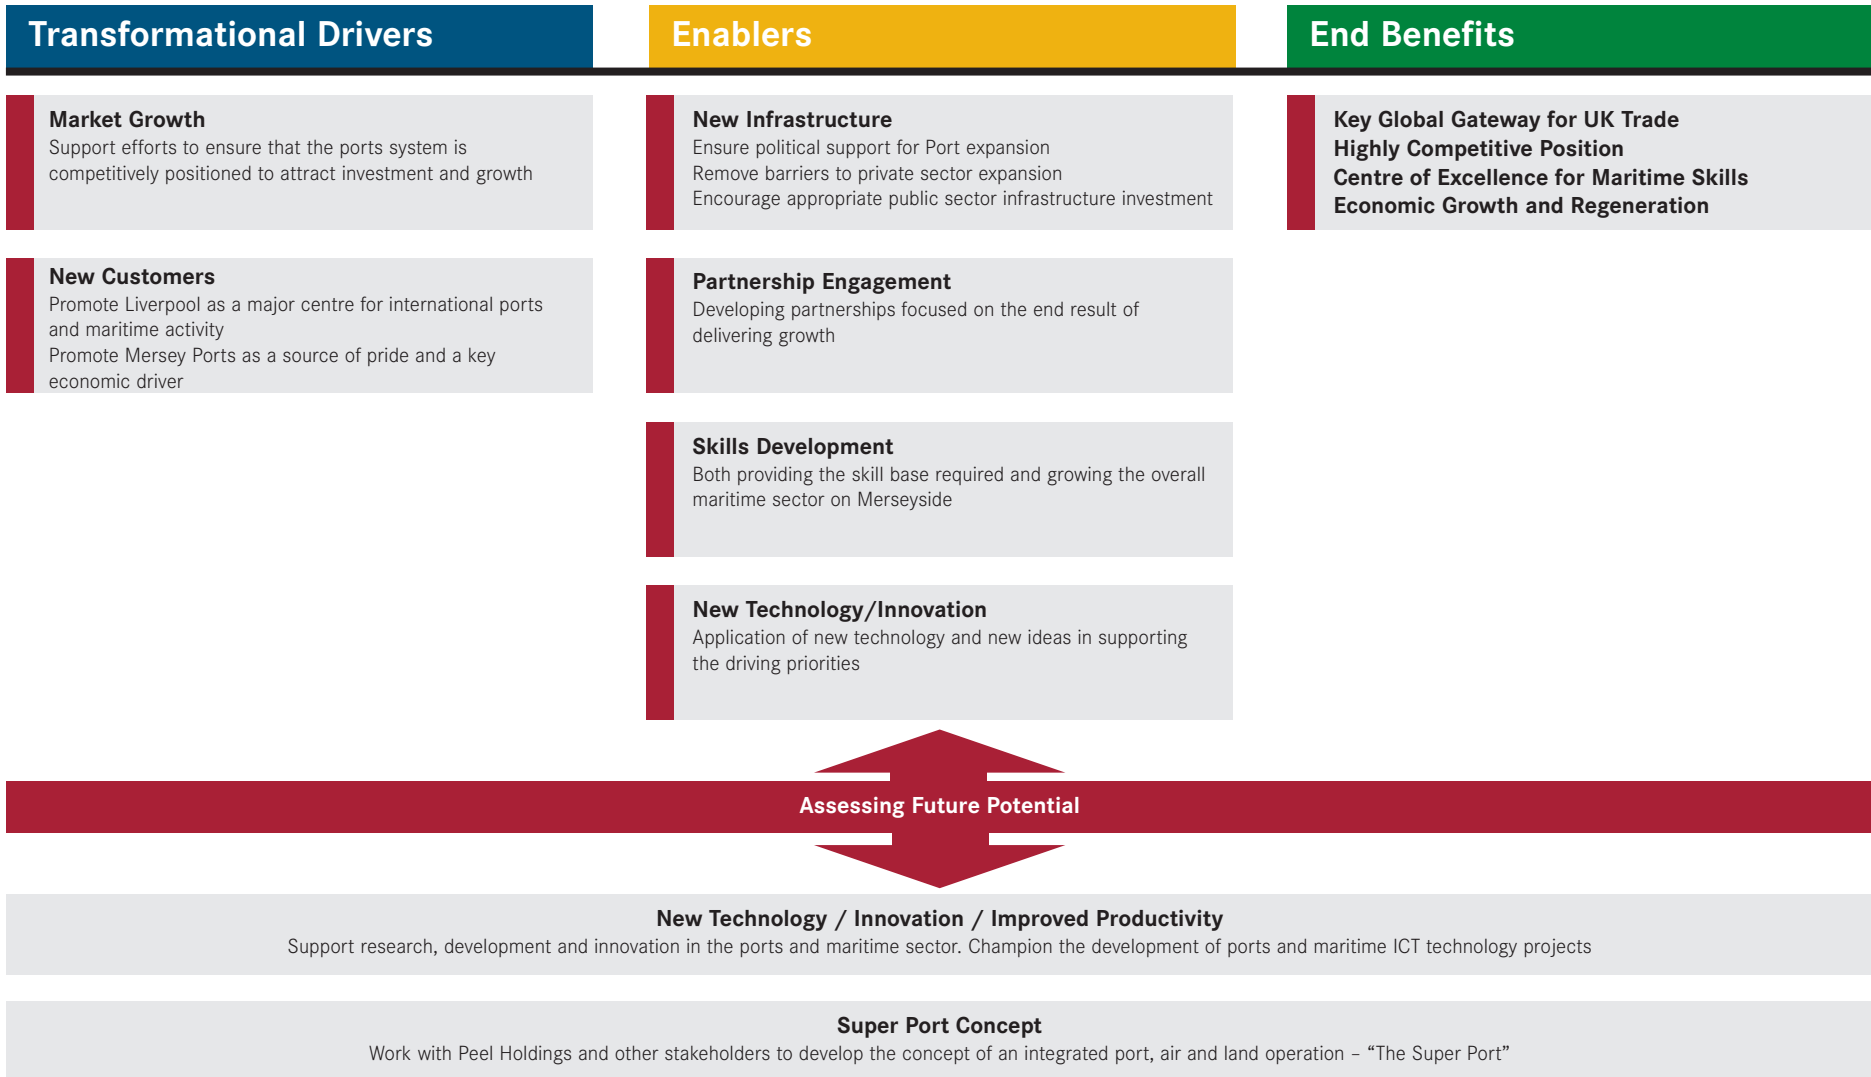 Transformational Drivers
Market Growth
Support efforts to ensure that the ports system is
competitively positioned to attract investment and growth
New Customers
Promote Liverpool as a major centre for international ports
and maritime activity
Promote Mersey Ports as a source of pride and a key
economic driver
Enablers
New Infrastructure
Ensure political support for Port expansion
Remove barriers to private sector expansion
Encourage appropriate public sector infrastructure investment
Partnership Engagement
Developing partnerships focused on the end result of
delivering growth
Skills Development
Both providing the skill base required and growing the overall
maritime sector on Merseyside
New Technology/Innovation
Application of new technology and new ideas in supporting
the driving priorities
End Benefits
Key Global Gateway for UK Trade
Highly Competitive Position
Centre of Excellence for Maritime Skills
Economic Growth and Regeneration
Assessing Future Potential
New Technology / Innovation / Improved Productivity
Support research, development and innovation in the ports and maritime sector. Champion the development of ports and maritime ICT technology projects
Super Port Concept
Work with Peel Holdings and other stakeholders to develop the concept of an integrated port, air and land operation – “The Super Port”